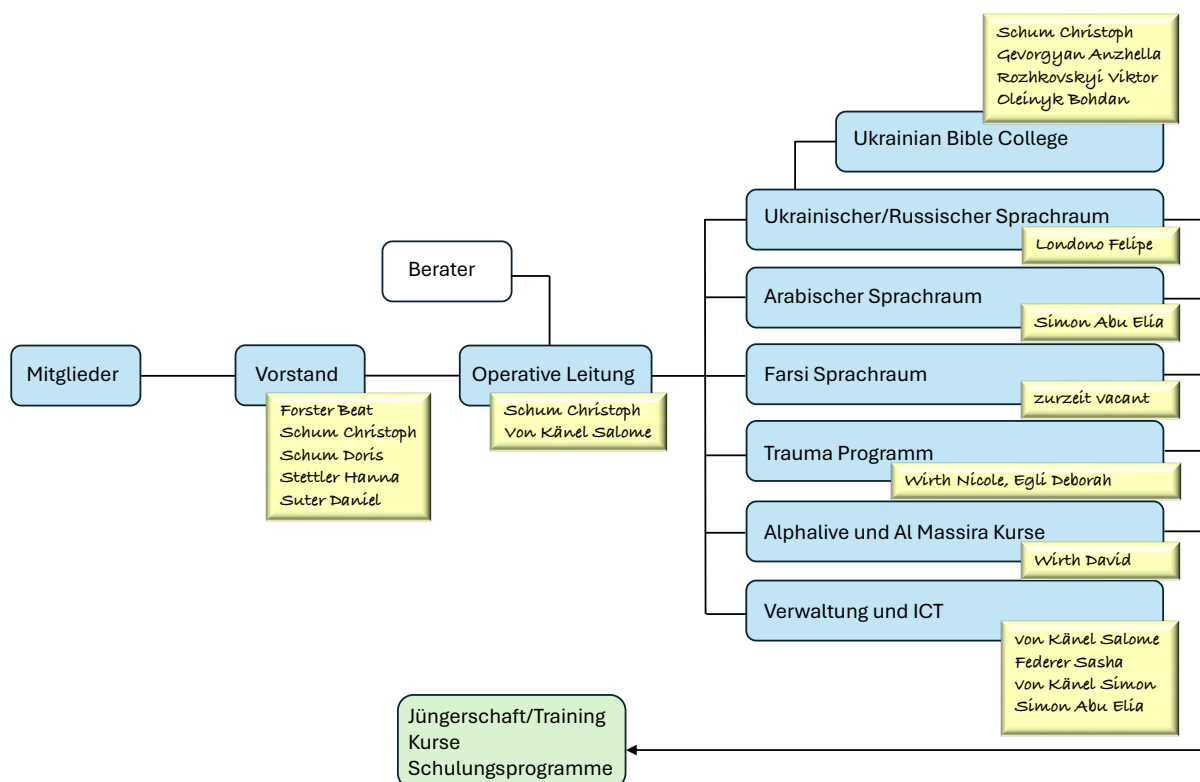 Schum Christoph
Gevorgyan Anzhella
Rozhkovskyi Viktor
Oleinyk Bohdan
Ukrainian Bible College
Ukrainischer/Russischer Sprachraum
Londono Felipe
Berater
Arabischer Sprachraum
Simon Abu Elia
Mitglieder
Vorstand
Forster Beat
Schum Christoph
Schum Doris
Stettler Hanna
Suter Daniel
Operative Leitung
Schum Christoph
Von Känel Salome
Farsi Sprachraum
zurzeit vacant
Trauma Programm
Wirth Nicole, Egli Deborah
Alphalive und Al Massira Kurse
Wirth David
Verwaltung und ICT
von Känel Salome
Federer Sasha
von Känel Simon
Simon Abu Elia
Jüngerschaft/Training
Kurse
Schulungsprogramme